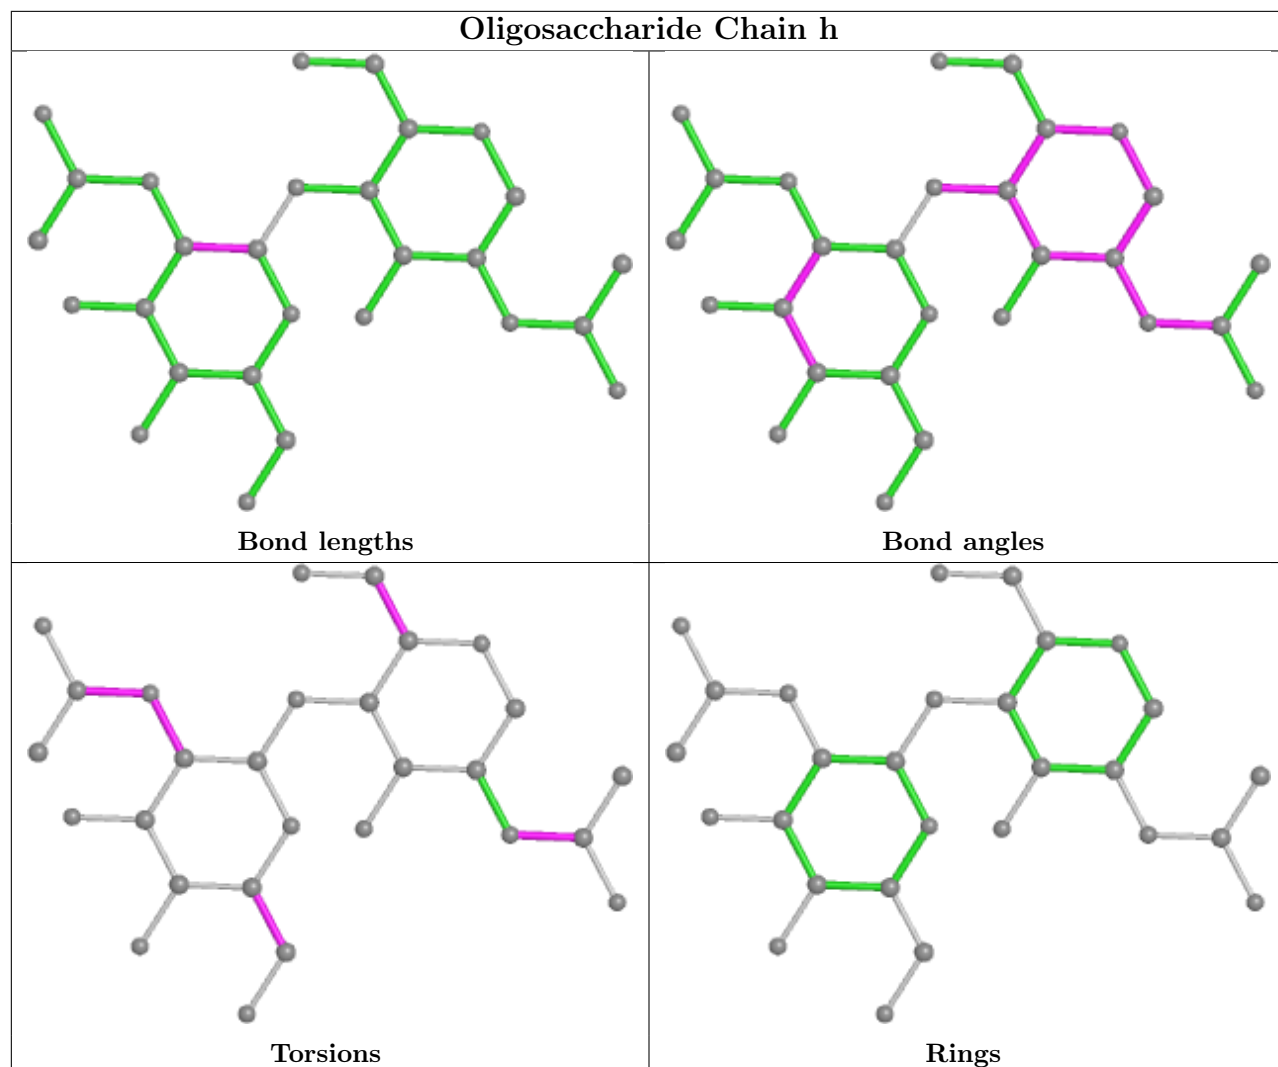 Oligosaccharide Chain h
Bond lengths
Bond angles
Torsions
Rings